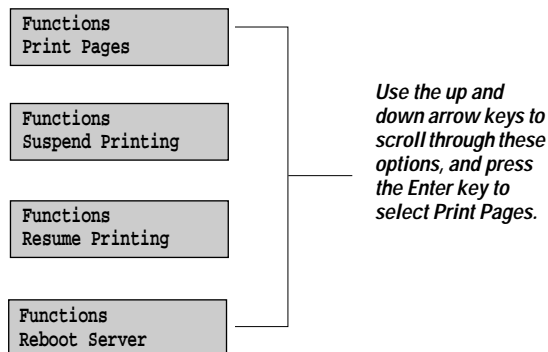 Functions
Print Pages
Functions
Suspend Printing
Functions
Resume Printing
Functions
Reboot Server
Use the up and
down arrow keys to
scroll through these
options, and press
the Enter key to
select Print Pages.